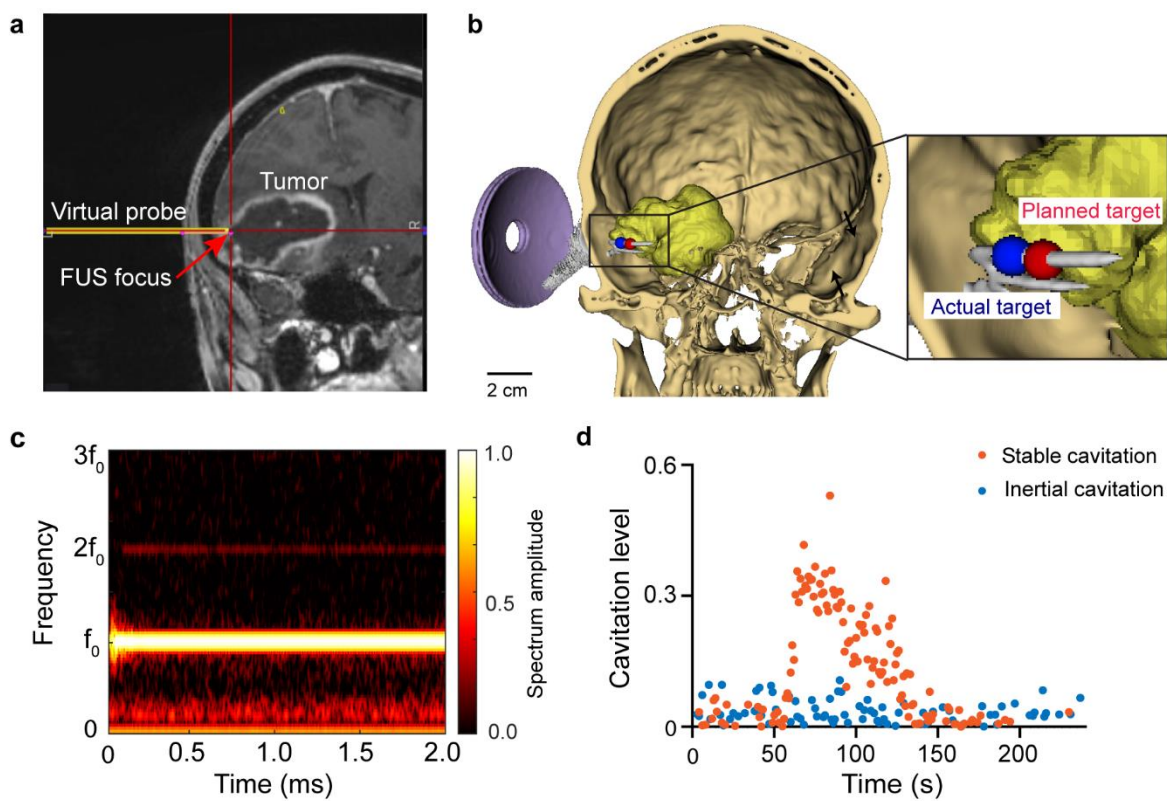 a
Tumor
Virtual probe
FUS focus
R
b
Planned target
Actual target
2 cm
c
3f₀
2f₀
f₀
0
Frequency
0
0.5
1.0
1.5
2.0
Time (ms)
1.0
0.5
0.0
Spectrum amplitude
d
Stable cavitation
Inertial cavitation
0.6
0.3
0
Cavitation level
0
50
100
150
200
Time (s)